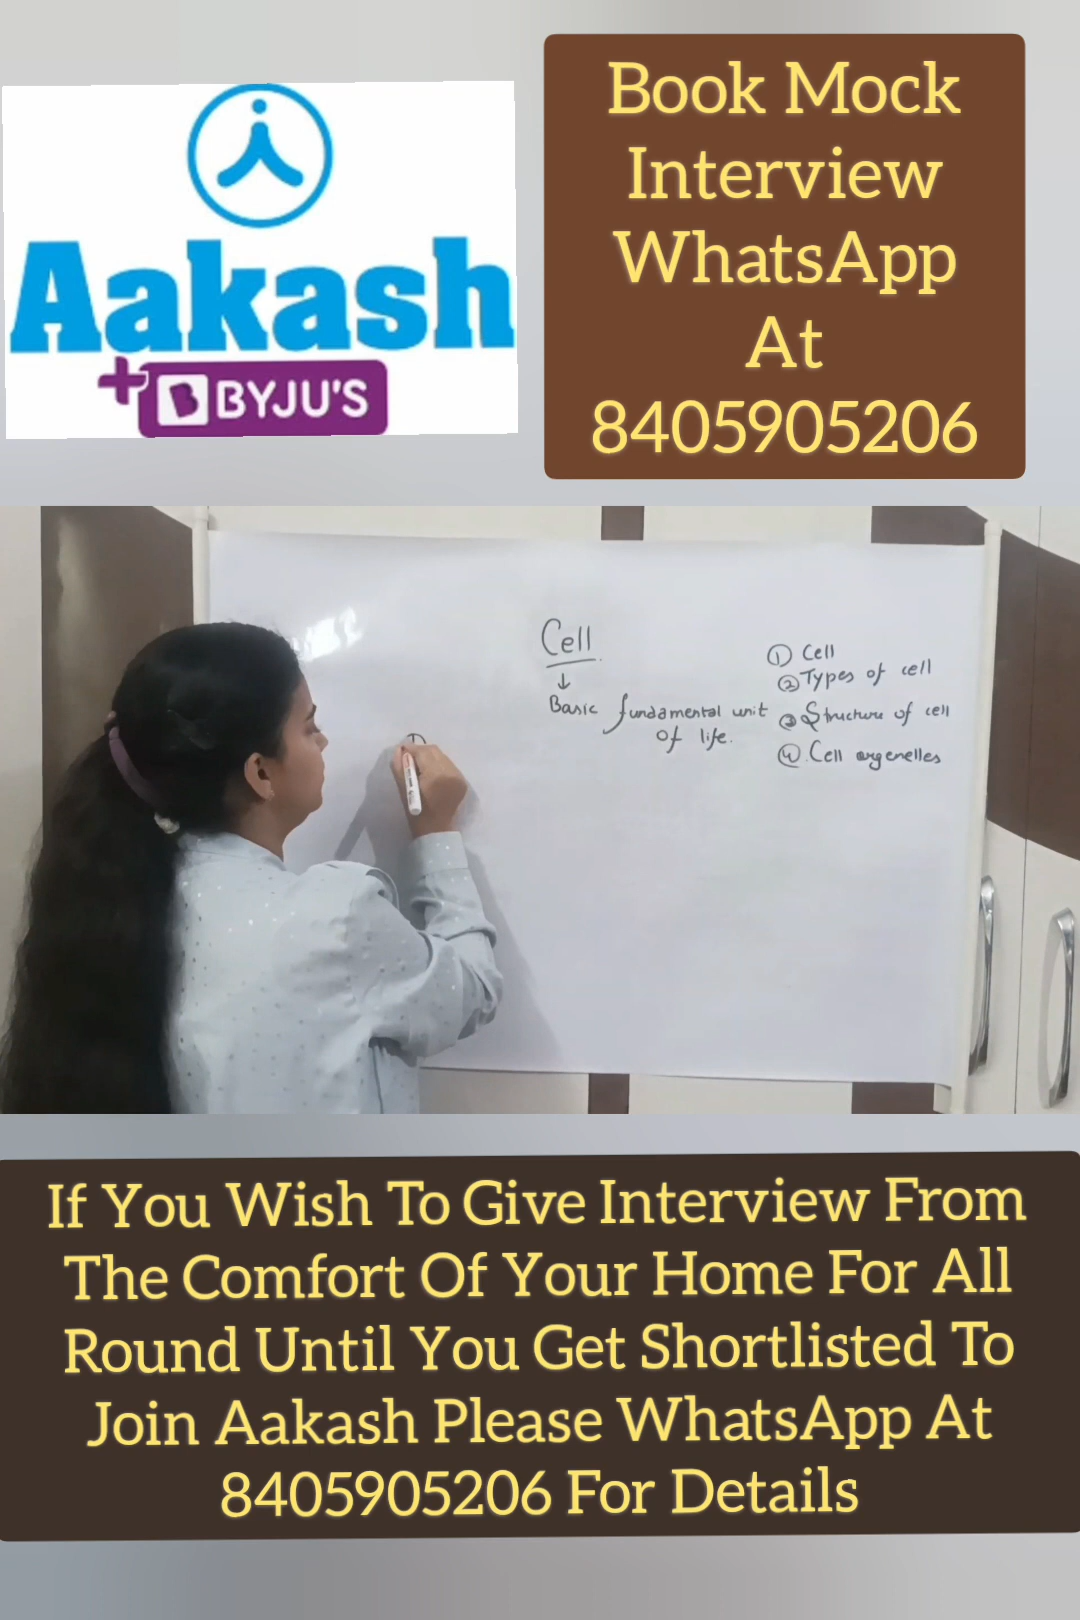 Aakash
+ BYJU'S
Book Mock
Interview
WhatsApp
At
8405905206
Cell
Basic fundamental unit
of life.
① Cell
② Types of cell
③ Structure of cell
④ Cell orgenelles
If You Wish To Give Interview From
The Comfort Of Your Home For All
Round Until You Get Shortlisted To
Join Aakash Please WhatsApp At
8405905206 For Details